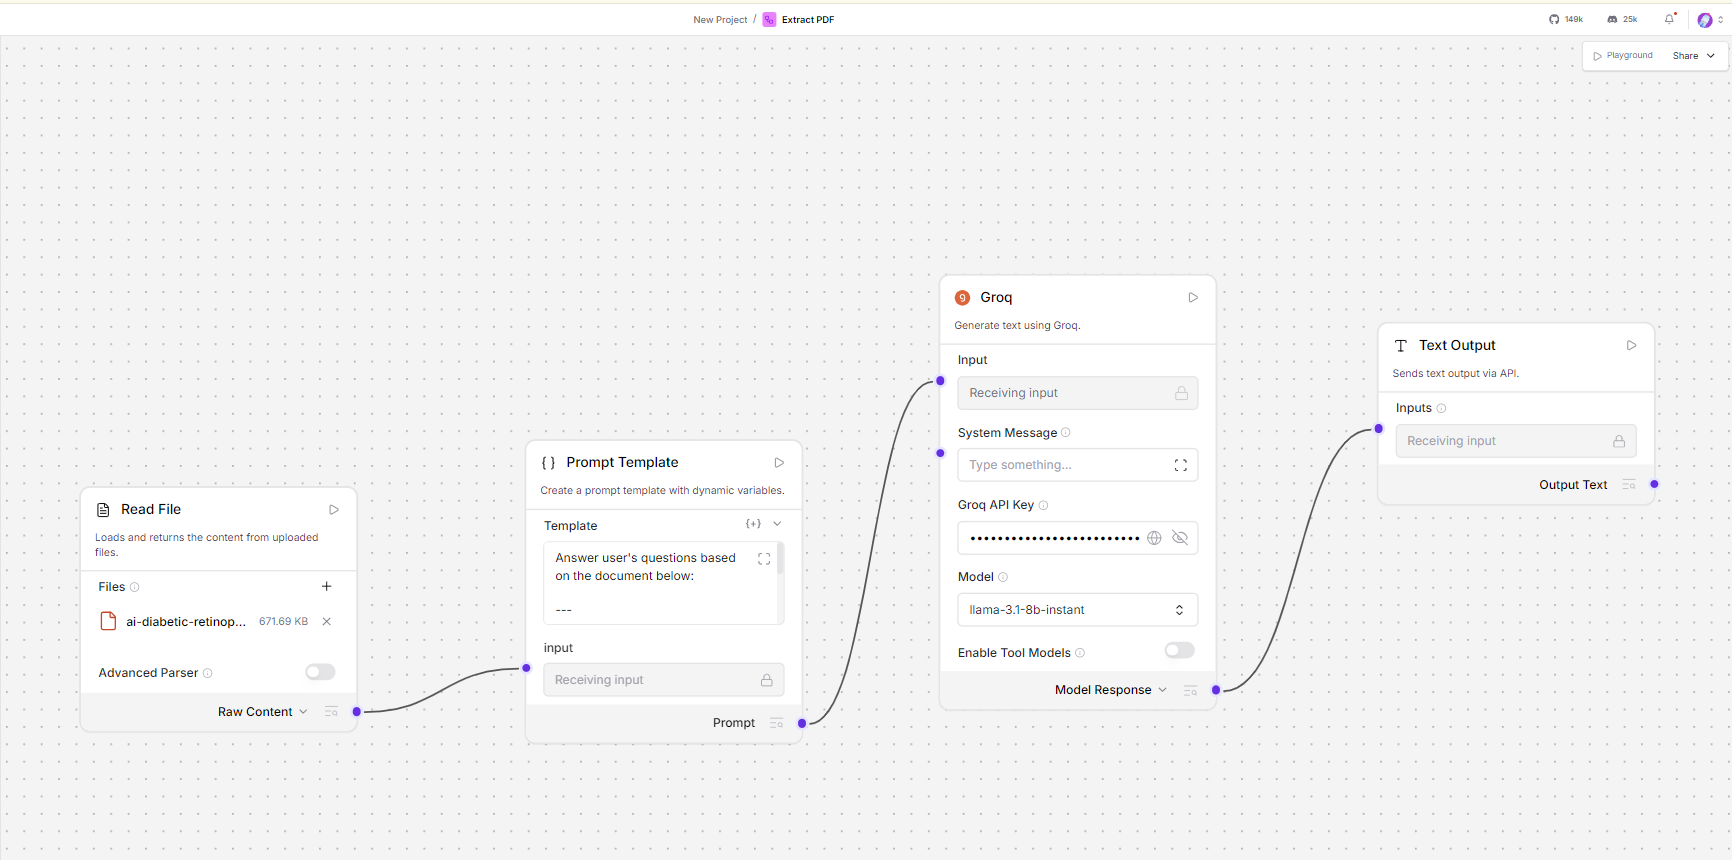 New Project / Extract PDF
149k
25k
Playground
Share
Read File
Loads and returns the content from uploaded
files.
Files
ai-diabetic-retinop... 671.69 KB
Advanced Parser
Raw Content
Prompt Template
Create a prompt template with dynamic variables.
Template
Answer user's questions based
on the document below:
---
input
Receiving input
Prompt
Groq
Generate text using Groq.
Input
Receiving input
System Message
Type something...
Groq API Key
•••••••••••••••••••••••••
Model
llama-3.1-8b-instant
Enable Tool Models
Model Response
Text Output
Sends text output via API.
Inputs
Receiving input
Output Text